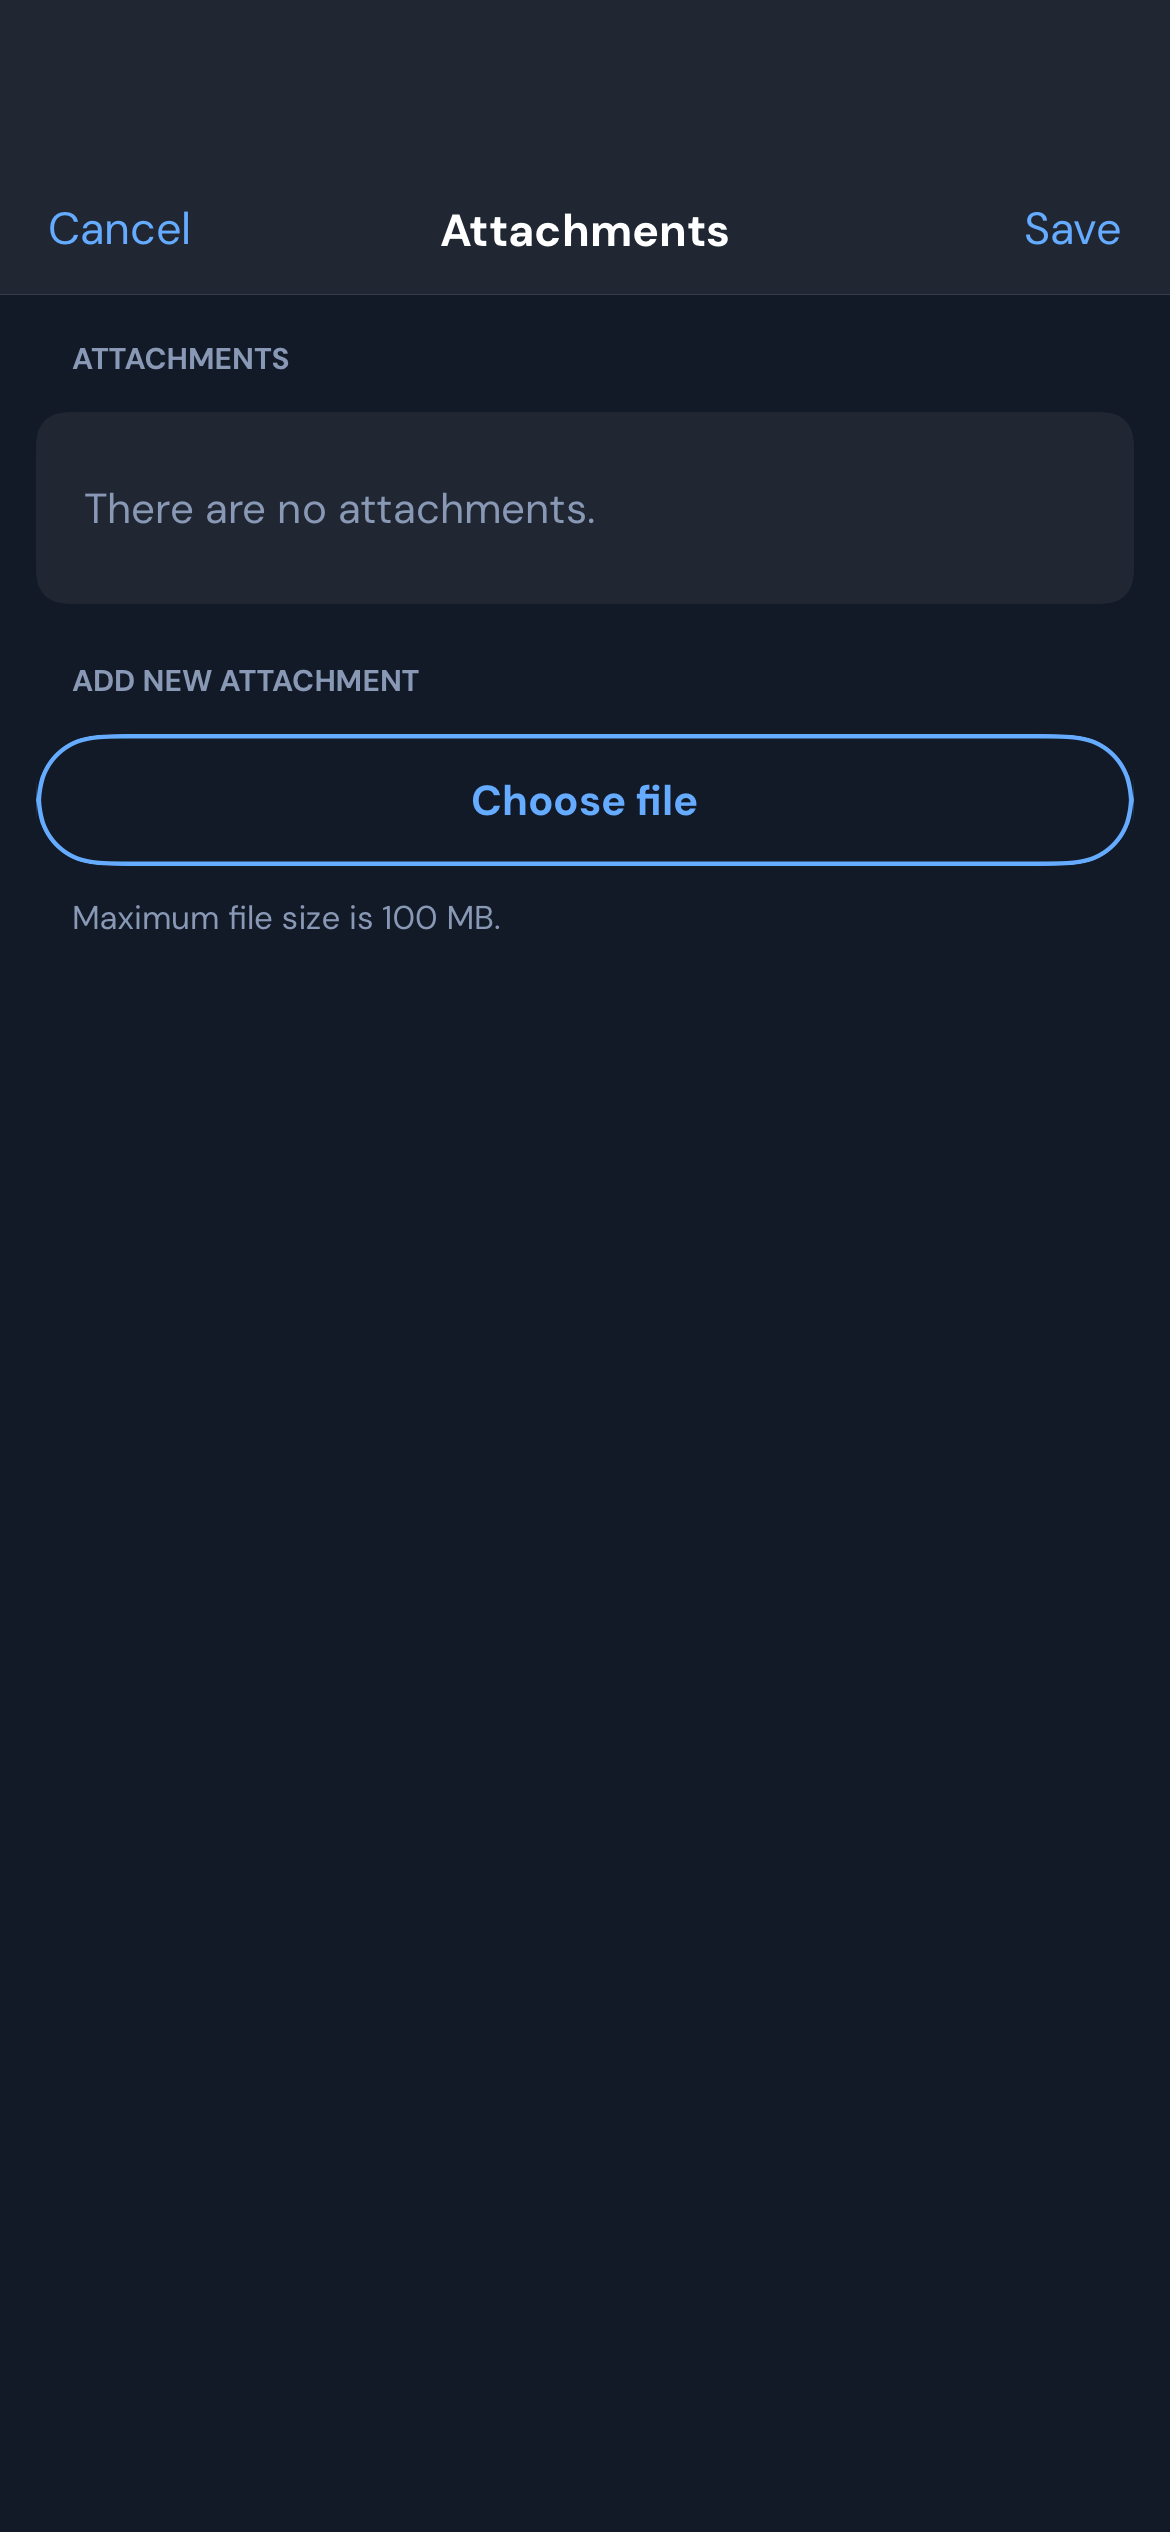 Cancel Attachments Save
ATTACHMENTS
There are no attachments.
ADD NEW ATTACHMENT
Choose file
Maximum file size is 100 MB.